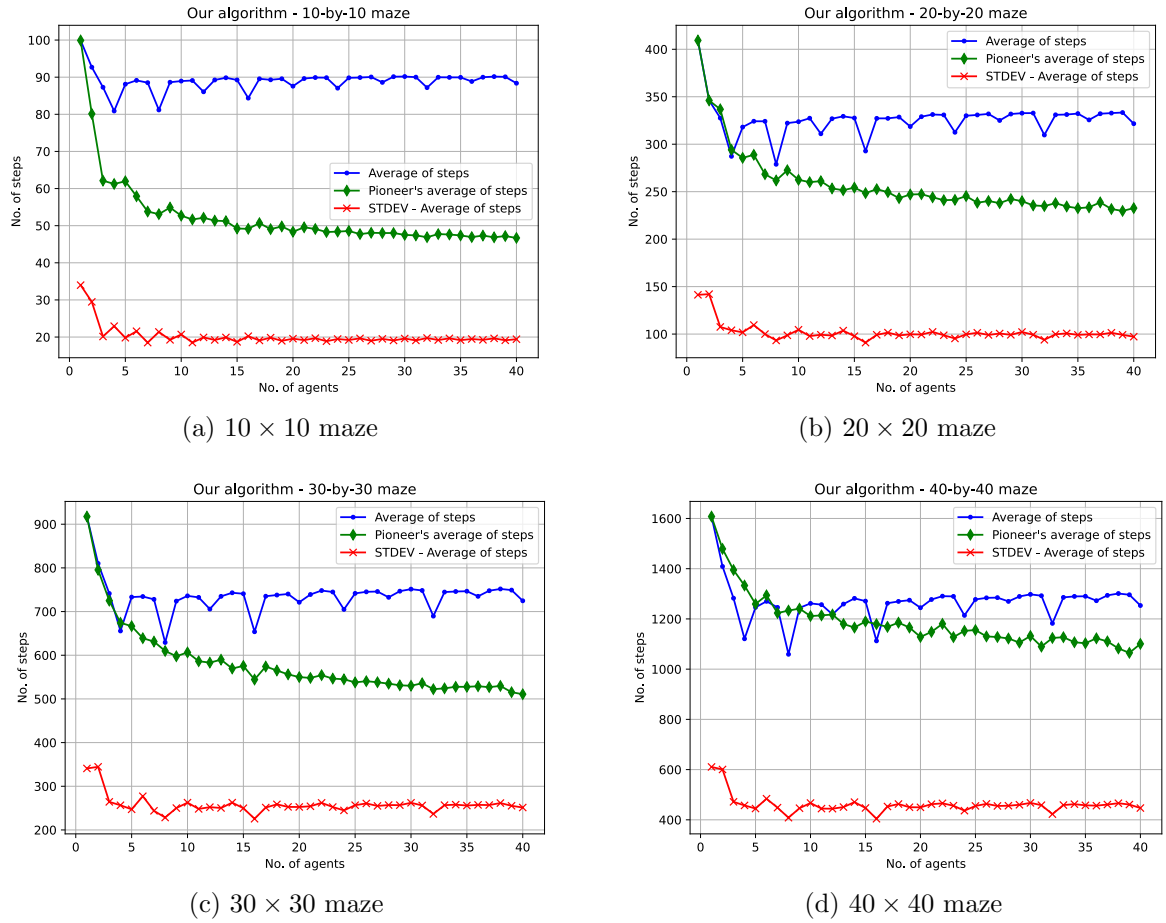 Our algorithm - 10-by-10 maze
No. of steps
100
90
80
70
60
50
40
30
20
Average of steps
Pioneer's average of steps
STDEV - Average of steps
0 5 10 15 20 25 30 35 40
No. of agents
(a) 10 × 10 maze
Our algorithm - 20-by-20 maze
No. of steps
400
350
300
250
200
150
100
Average of steps
Pioneer's average of steps
STDEV - Average of steps
0 5 10 15 20 25 30 35 40
No. of agents
(b) 20 × 20 maze
Our algorithm - 30-by-30 maze
No. of steps
900
800
700
600
500
400
300
200
Average of steps
Pioneer's average of steps
STDEV - Average of steps
0 5 10 15 20 25 30 35 40
No. of agents
(c) 30 × 30 maze
Our algorithm - 40-by-40 maze
No. of steps
1600
1400
1200
1000
800
600
400
Average of steps
Pioneer's average of steps
STDEV - Average of steps
0 5 10 15 20 25 30 35 40
No. of agents
(d) 40 × 40 maze